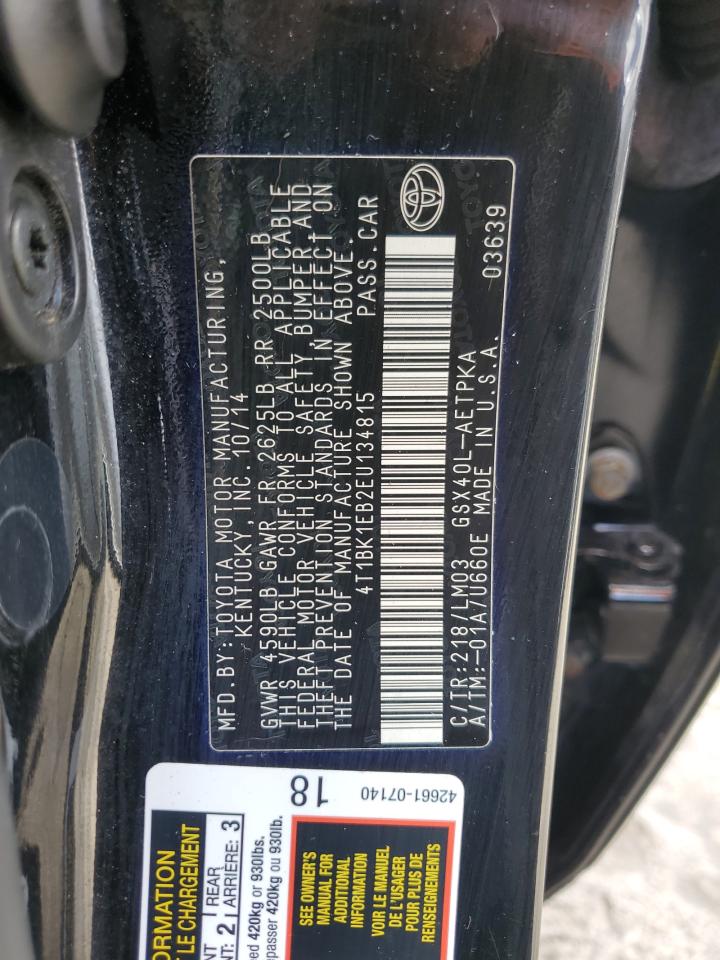 MFD. BY: TOYOTA MOTOR MANUFACTURING,
KENTUCKY, INC. 10/14
GVWR 4590LB GAWR FR 2625LB RR 2500LB
THIS VEHICLE CONFORMS TO ALL APPLICABLE
FEDERAL MOTOR VEHICLE SAFETY, BUMPER AND
THEFT PREVENTION STANDARDS IN EFFECT ON
THE DATE OF MANUFACTURE SHOWN ABOVE.
4T1BK1EB2EU134815 PASS. CAR
C/TR:218/LM03 GSX40L-AETPKA
A/TM:-01A/U660E MADE IN U.S.A. 03639
18
42661-07140
REAR
2 ARRIÈRE: 3
420kg or 930lbs.
420kg ou 930lb.
SEE OWNER'S
MANUAL FOR
ADDITIONAL
INFORMATION
VOIR LE MANUEL
DE L'USAGER
POUR PLUS DE
RENSEIGNEMENTS
LE CHARGEMENT